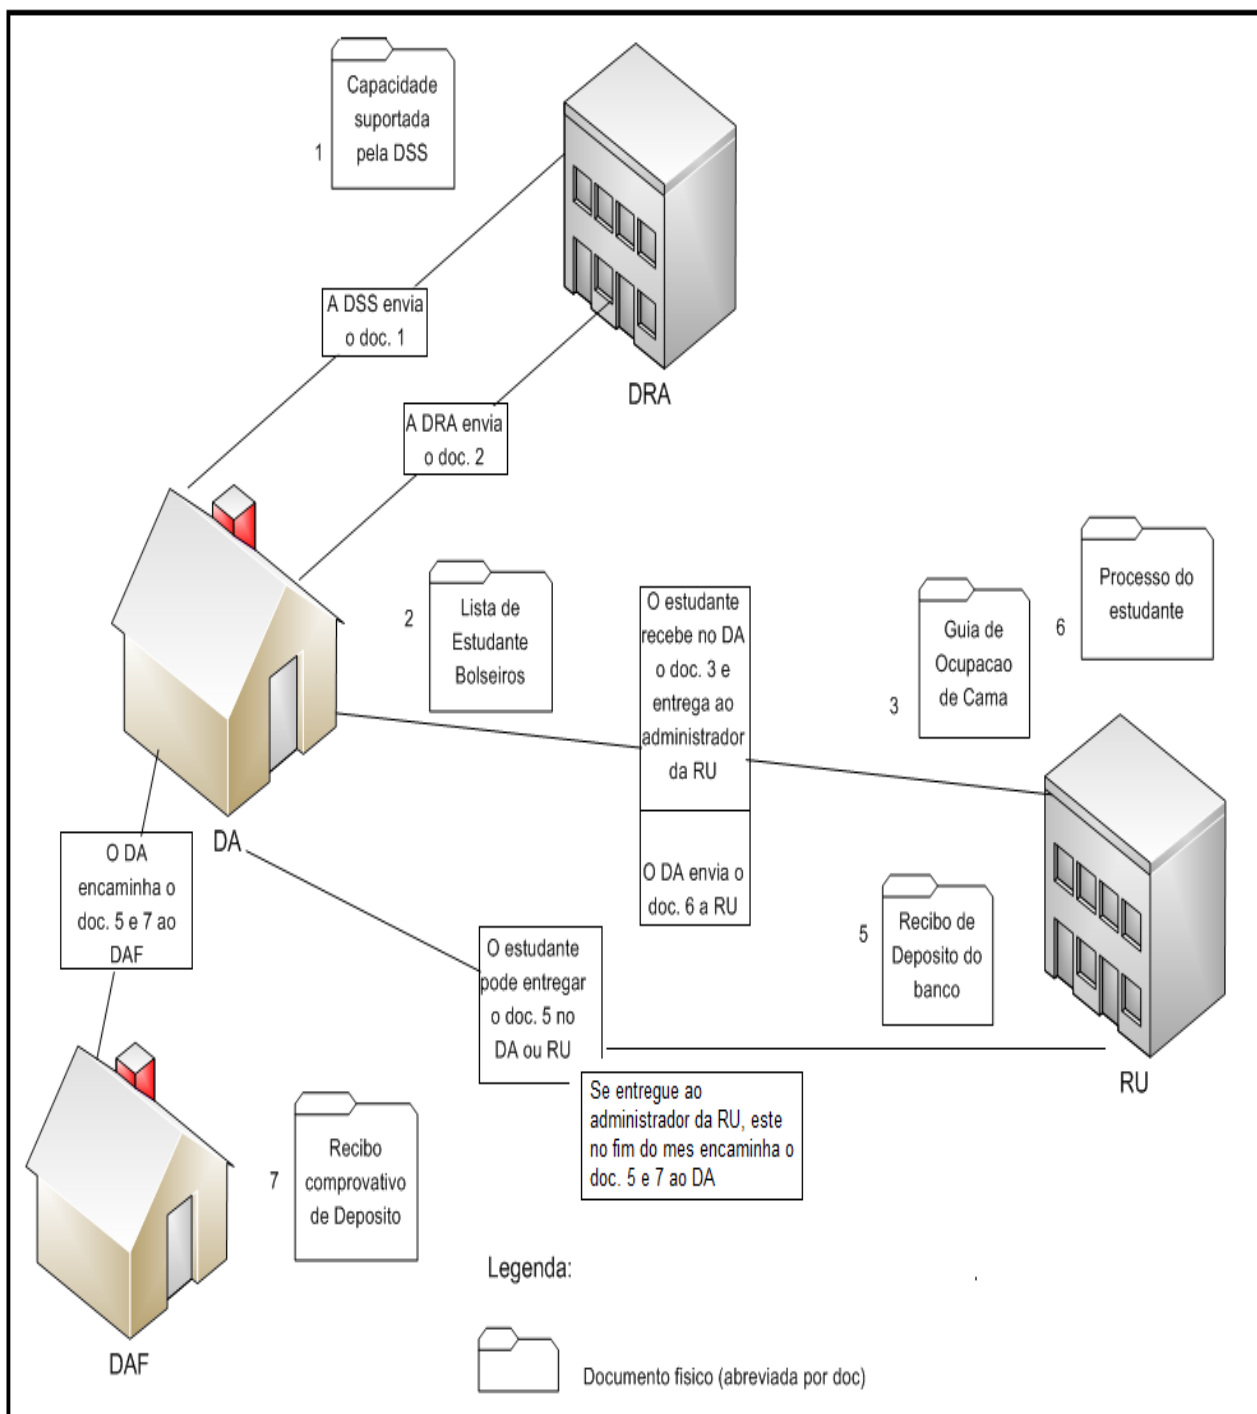 1
Capacidade
suportada
pela DSS
A DSS envia
o doc. 1
DRA
A DRA envia
o doc. 2
2
Lista de
Estudante
Bolseiros
O estudante
recebe no DA
o doc. 3 e
entrega ao
administrador
da RU
O DA envia o
doc. 6 a RU
3
Guia de
Ocupacao
de Cama
6
Processo do
estudante
DA
O DA
encaminha o
doc. 5 e 7 ao
DAF
O estudante
pode entregar
o doc. 5 no
DA ou RU
5
Recibo de
Deposito do
banco
RU
Se entregue ao
administrador da RU, este
no fim do mes encaminha o
doc. 5 e 7 ao DA
7
Recibo
comprovativo
de Deposito
DAF
Legenda:
Documento fisico (abreviada por doc)